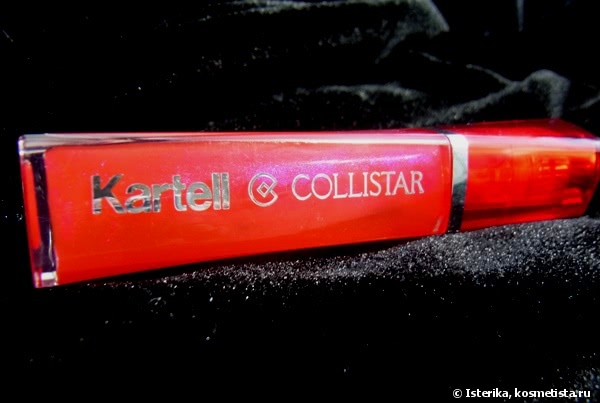 Kartell COLLISTAR
© Isterika, kosmetista.ru